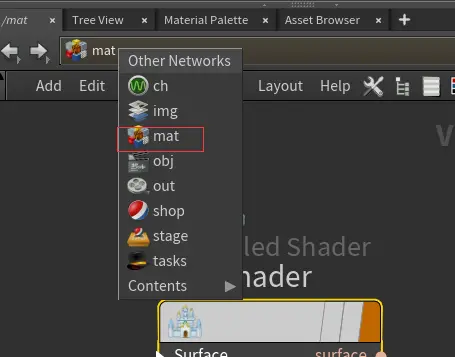 /mat × Tree View × Material Palette × Asset Browser ×
mat
Add Edit Layout Help
Other Networks
ch
img
mat
obj
out
shop
stage
tasks
Contents
led Shader
hader
Surface surface